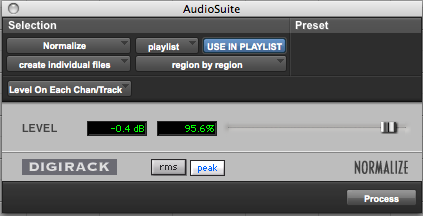 AudioSuite
Selection Preset
Normalize playlist USE IN PLAYLIST
create individual files region by region
Level On Each Chan/Track
LEVEL -0.4 dB 95.6%
DIGIRACK rms peak NORMALIZE
Process